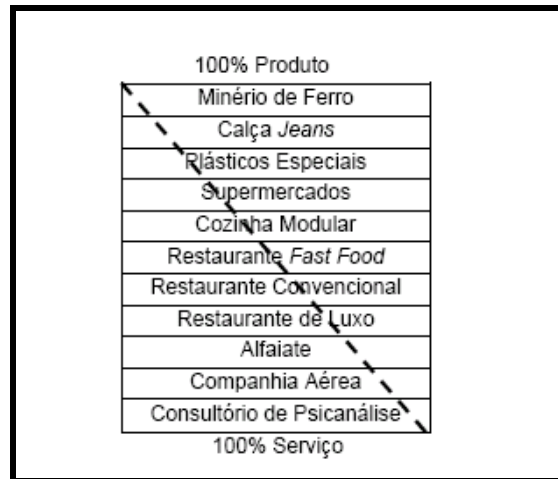 100% Produto
Minério de Ferro
Calça Jeans
Plásticos Especiais
Supermercados
Cozinha Modular
Restaurante Fast Food
Restaurante Convencional
Restaurante de Luxo
Alfaiate
Companhia Aérea
Consultório de Psicanálise
100% Serviço